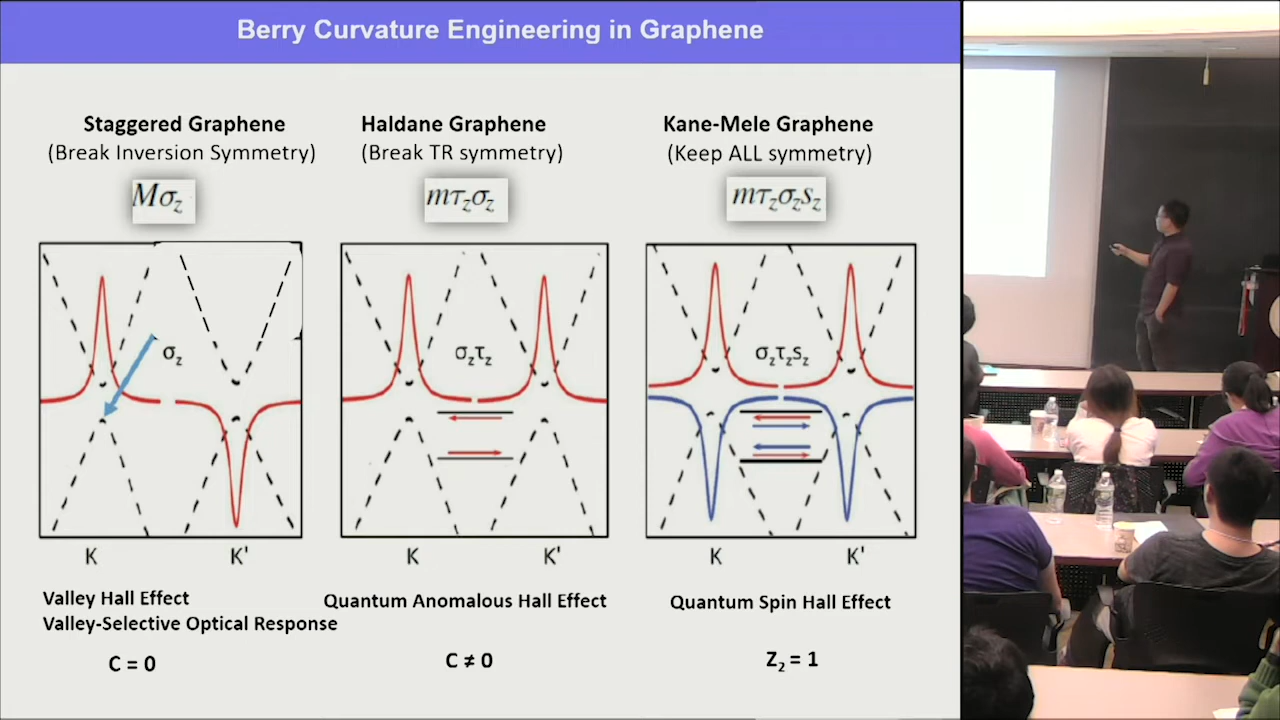 Berry Curvature Engineering in Graphene
Staggered Graphene
(Break Inversion Symmetry)
Mσz
σz
K K'
Valley Hall Effect
Valley-Selective Optical Response
C = 0
Haldane Graphene
(Break TR symmetry)
mτzσz
σzτz
K K'
Quantum Anomalous Hall Effect
C ≠ 0
Kane-Mele Graphene
(Keep ALL symmetry)
mτzσzsz
σzτzsz
K K'
Quantum Spin Hall Effect
Z2 = 1